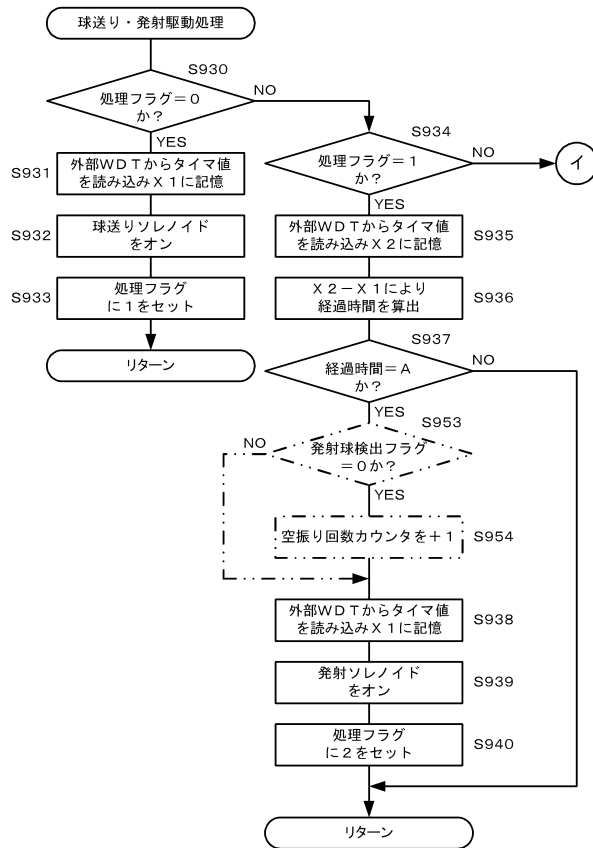 球送り・発射駆動処理
S930
処理フラグ＝０
か？
NO
YES
S931
外部ＷＤＴからタイマ値
を読み込みＸ１に記憶
S932
球送りソレノイド
をオン
S933
処理フラグ
に１をセット
リターン
S934
処理フラグ＝１
か？
NO
イ
YES
外部ＷＤＴからタイマ値
を読み込みＸ２に記憶
S935
Ｘ２－Ｘ１により
経過時間を算出
S936
S937
経過時間＝Ａ
か？
NO
YES
S953
発射球検出フラグ
＝０か？
NO
YES
空振り回数カウンタを＋１
S954
外部ＷＤＴからタイマ値
を読み込みＸ１に記憶
S938
発射ソレノイド
をオン
S939
処理フラグ
に２をセット
S940
リターン